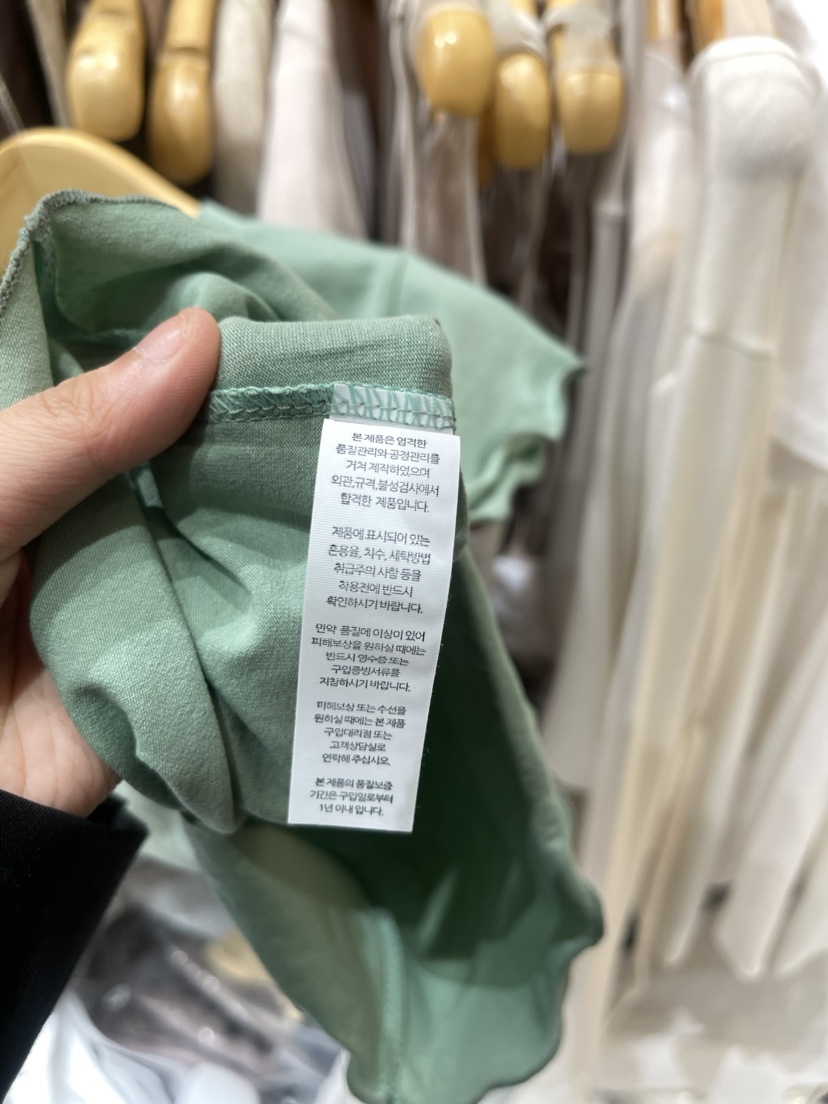 본 제품은 엄격한
품질관리와 공정관리를
거쳐 제작하였으며
외관,규격,물성검사에서
합격한 제품입니다.
제품에 표시되어 있는
혼용율, 치수, 세탁방법
취급주의 사항 등을
착용전에 반드시
확인하시기 바랍니다.
만약 품질에 이상이 있어
피해보상을 원하실 때에는
반드시 영수증 또는
구입증빙서류를
지참하시기 바랍니다.
피해보상 또는 수선을
원하실 때에는 본 제품
구입대리점 또는
고객상담실로
연락해 주십시오.
본 제품의 품질보증
기간은 구입일로부터
1년 이내 입니다.